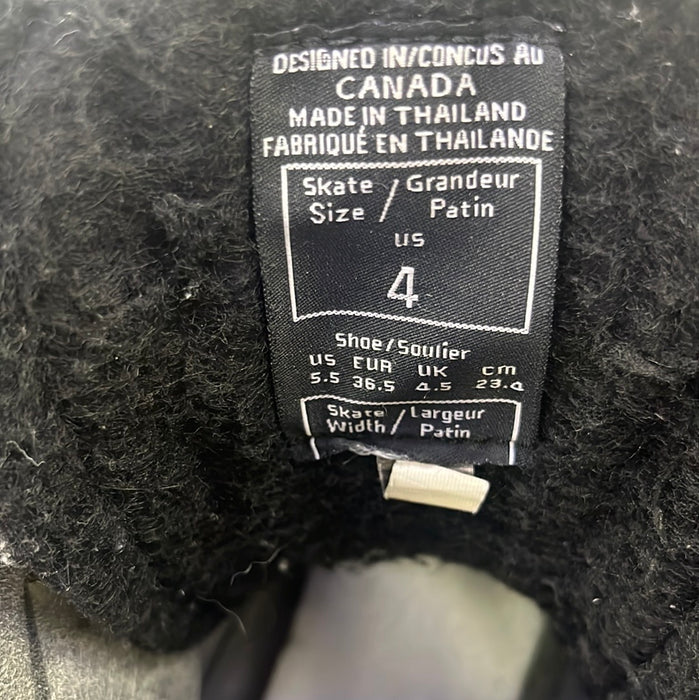 DESIGNED IN/CONCUS AU
CANADA
MADE IN THAILAND
FABRIQUÉ EN THAILANDE
Skate / Grandeur
Size / Patin
US
4
Shoe/Soulier
US EUR UK cm
5.5 36.5 4.5 23.4
Skate / Largeur
Width / Patin